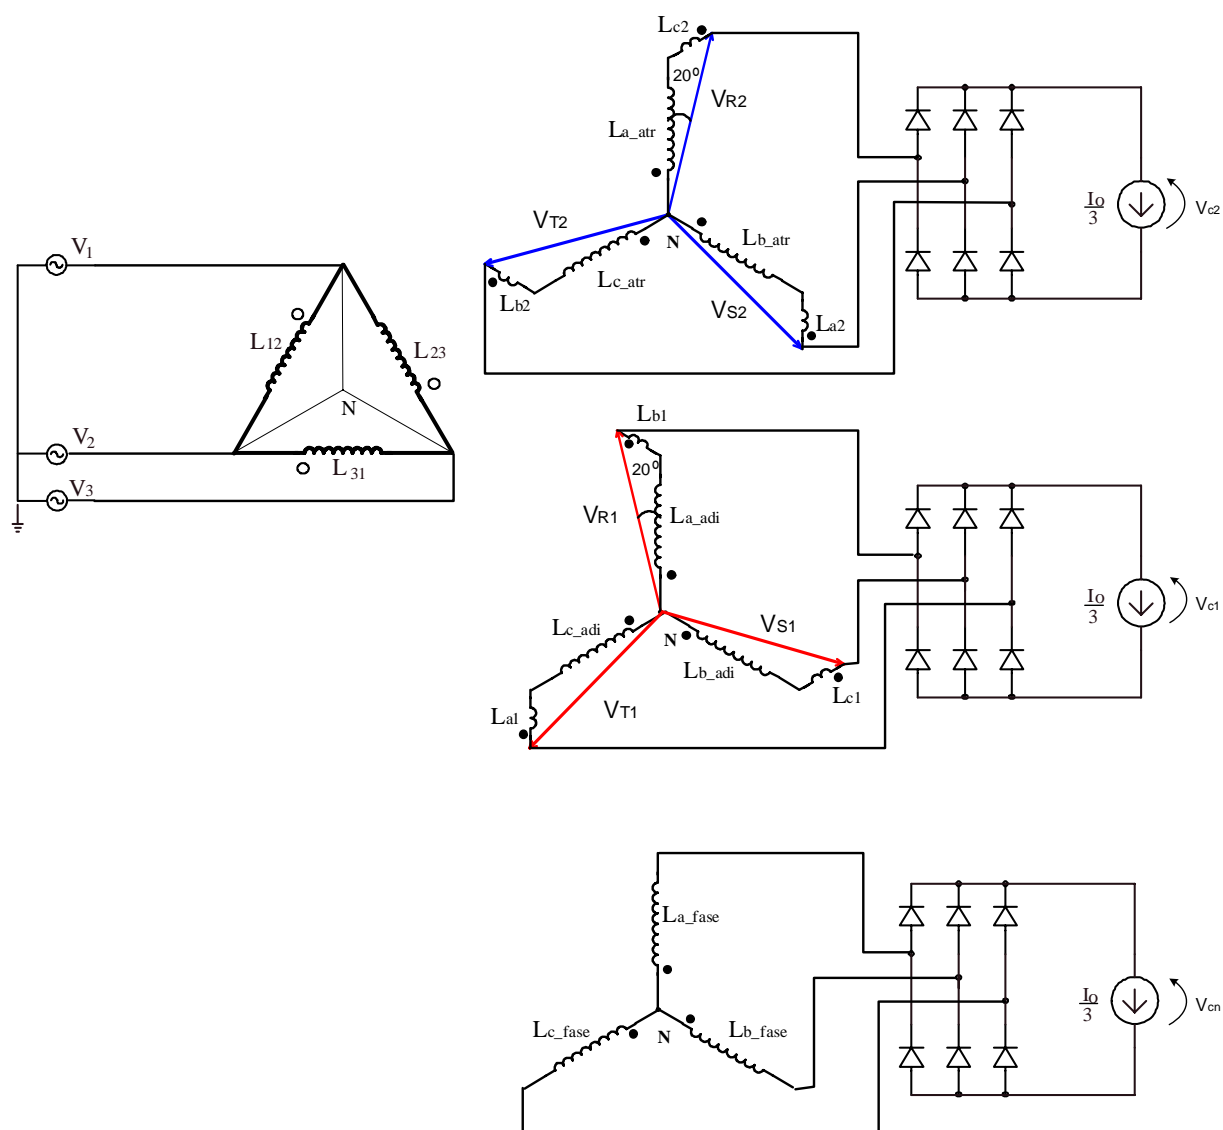 V1
V2
V3
L12
L23
L31
N
Lc2
20º
VR2
La_atr
VT2
N
Lb_atr
Lc_atr
Lb2
VS2
La2
Io/3
Vc2
Lb1
20º
VR1
La_adi
Lc_adi
VS1
N
Lb_adi
Lc1
La1
VT1
Io/3
Vc1
La_fase
Lc_fase
N
Lb_fase
Io/3
Vcn